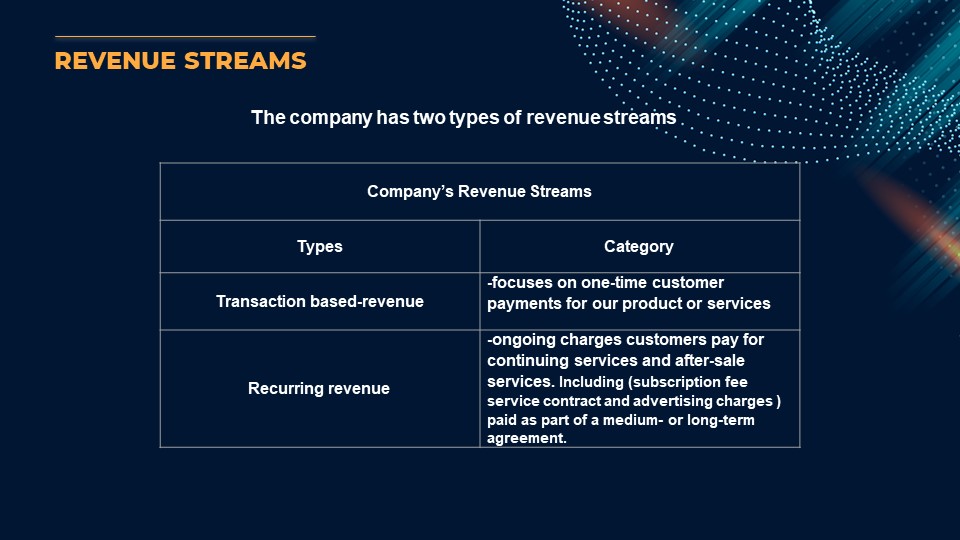 REVENUE STREAMS
The company has two types of revenue streams
Company’s Revenue Streams
Types
Category
Transaction based-revenue
-focuses on one-time customer
payments for our product or services
Recurring revenue
-ongoing charges customers pay for
continuing services and after-sale
services. Including (subscription fee
service contract and advertising charges )
paid as part of a medium- or long-term
agreement.